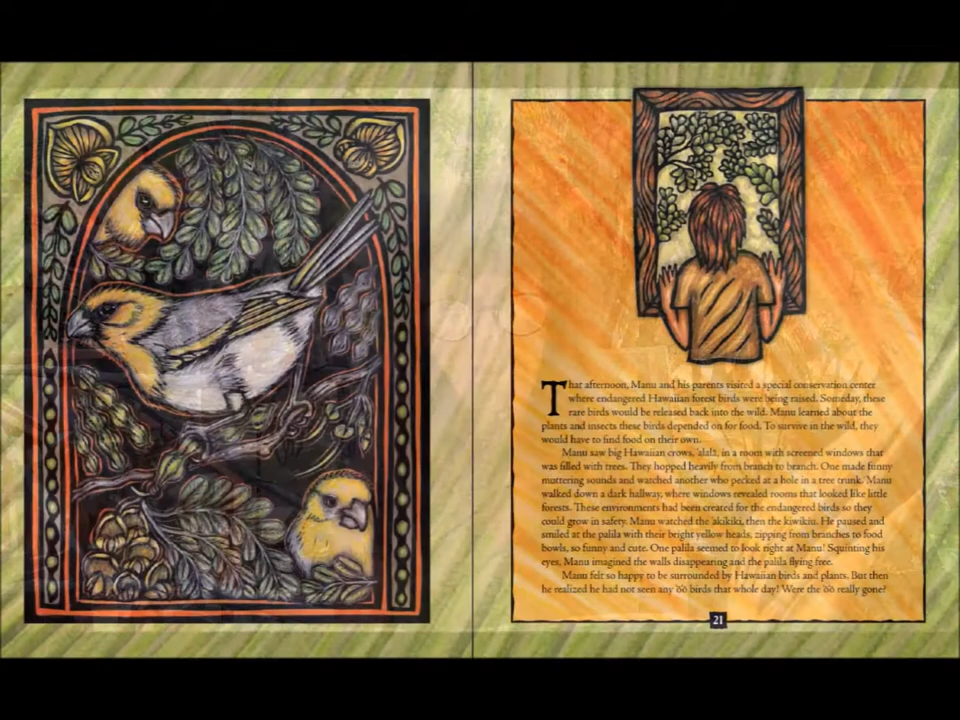 That afternoon, Manu and his parents visited a special conservation center
where endangered Hawaiian forest birds were being raised. Someday, these
rare birds would be released back into the wild. Manu learned about the
plants and insects these birds depended on for food. To survive in the wild, they
would have to find food on their own.
Manu saw big Hawaiian crows, ʻalalā, in a room with screened windows that
was filled with trees. They hopped heavily from branch to branch. One made funny
muttering sounds and watched another who pecked at a hole in a tree trunk. Manu
walked down a dark hallway, where windows revealed rooms that looked like little
forests. These environments had been created for the endangered birds so they
could grow in safety. Manu watched the ʻakikiki, then the kiwikiu. He paused and
smiled at the palila with their bright yellow heads, zipping from branches to food
bowls, so funny and cute. One palila seemed to look right at Manu! Squinting his
eyes, Manu imagined the walls disappearing and the palila flying free.
Manu felt so happy to be surrounded by Hawaiian birds and plants. But then
he realized he had not seen any ʻōʻō birds that whole day! Were the ʻōʻō really gone?
21